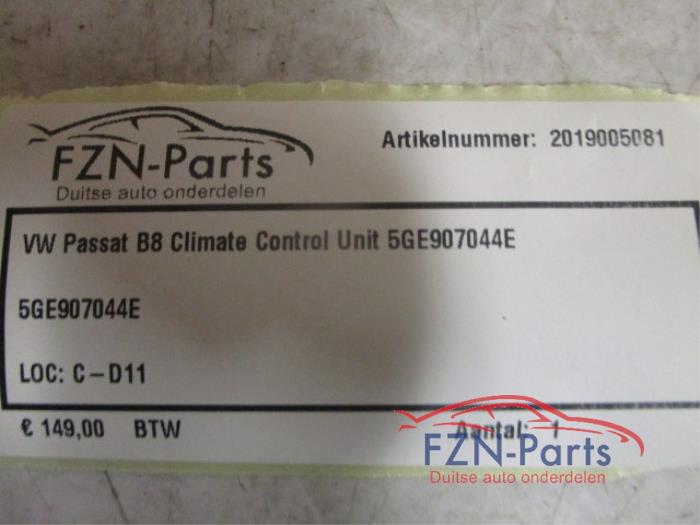 FZN-Parts
Duitse auto onderdelen
Artikelnummer: 2019005081
VW Passat B8 Climate Control Unit 5GE907044E
5GE907044E
LOC: C-D11
€ 149,00 BTW
Aantal: 1
FZN-Parts
Duitse auto onderdelen